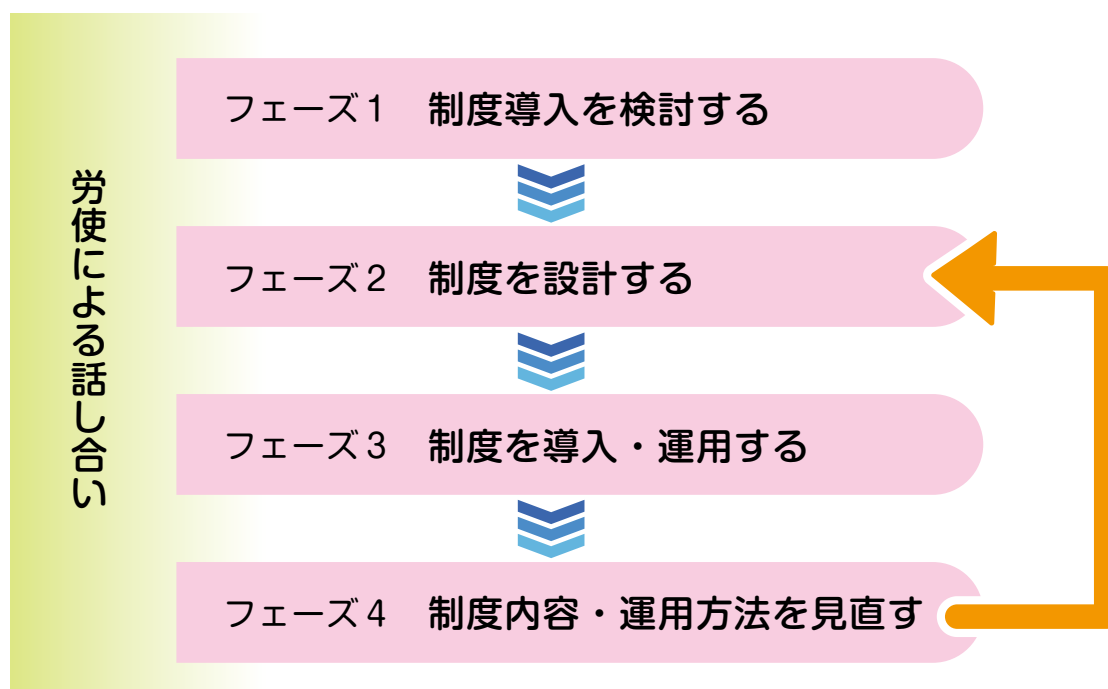 労使による話し合い
フェーズ1 制度導入を検討する
フェーズ2 制度を設計する
フェーズ3 制度を導入・運用する
フェーズ4 制度内容・運用方法を見直す